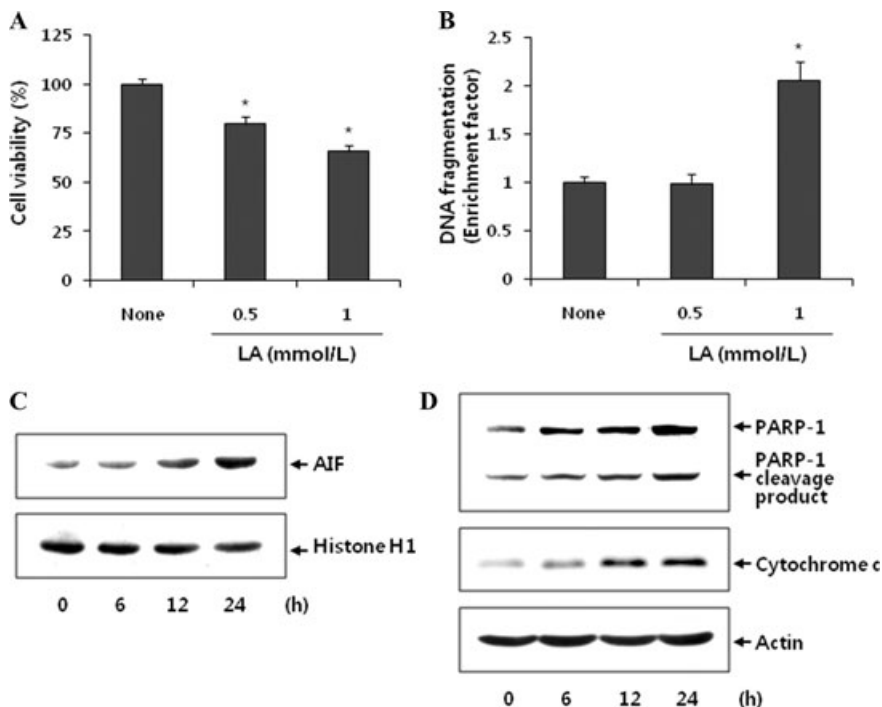 A
Cell viability (%)
125
100
75
50
25
0
None
0.5
1
LA (mmol/L)
*
*
B
DNA fragmentation
(Enrichment factor)
2.5
2
1.5
1
0.5
0
None
0.5
1
LA (mmol/L)
*
C
AIF
Histone H1
0 6 12 24 (h)
D
PARP-1
PARP-1
cleavage
product
Cytochrome c
Actin
0 6 12 24 (h)